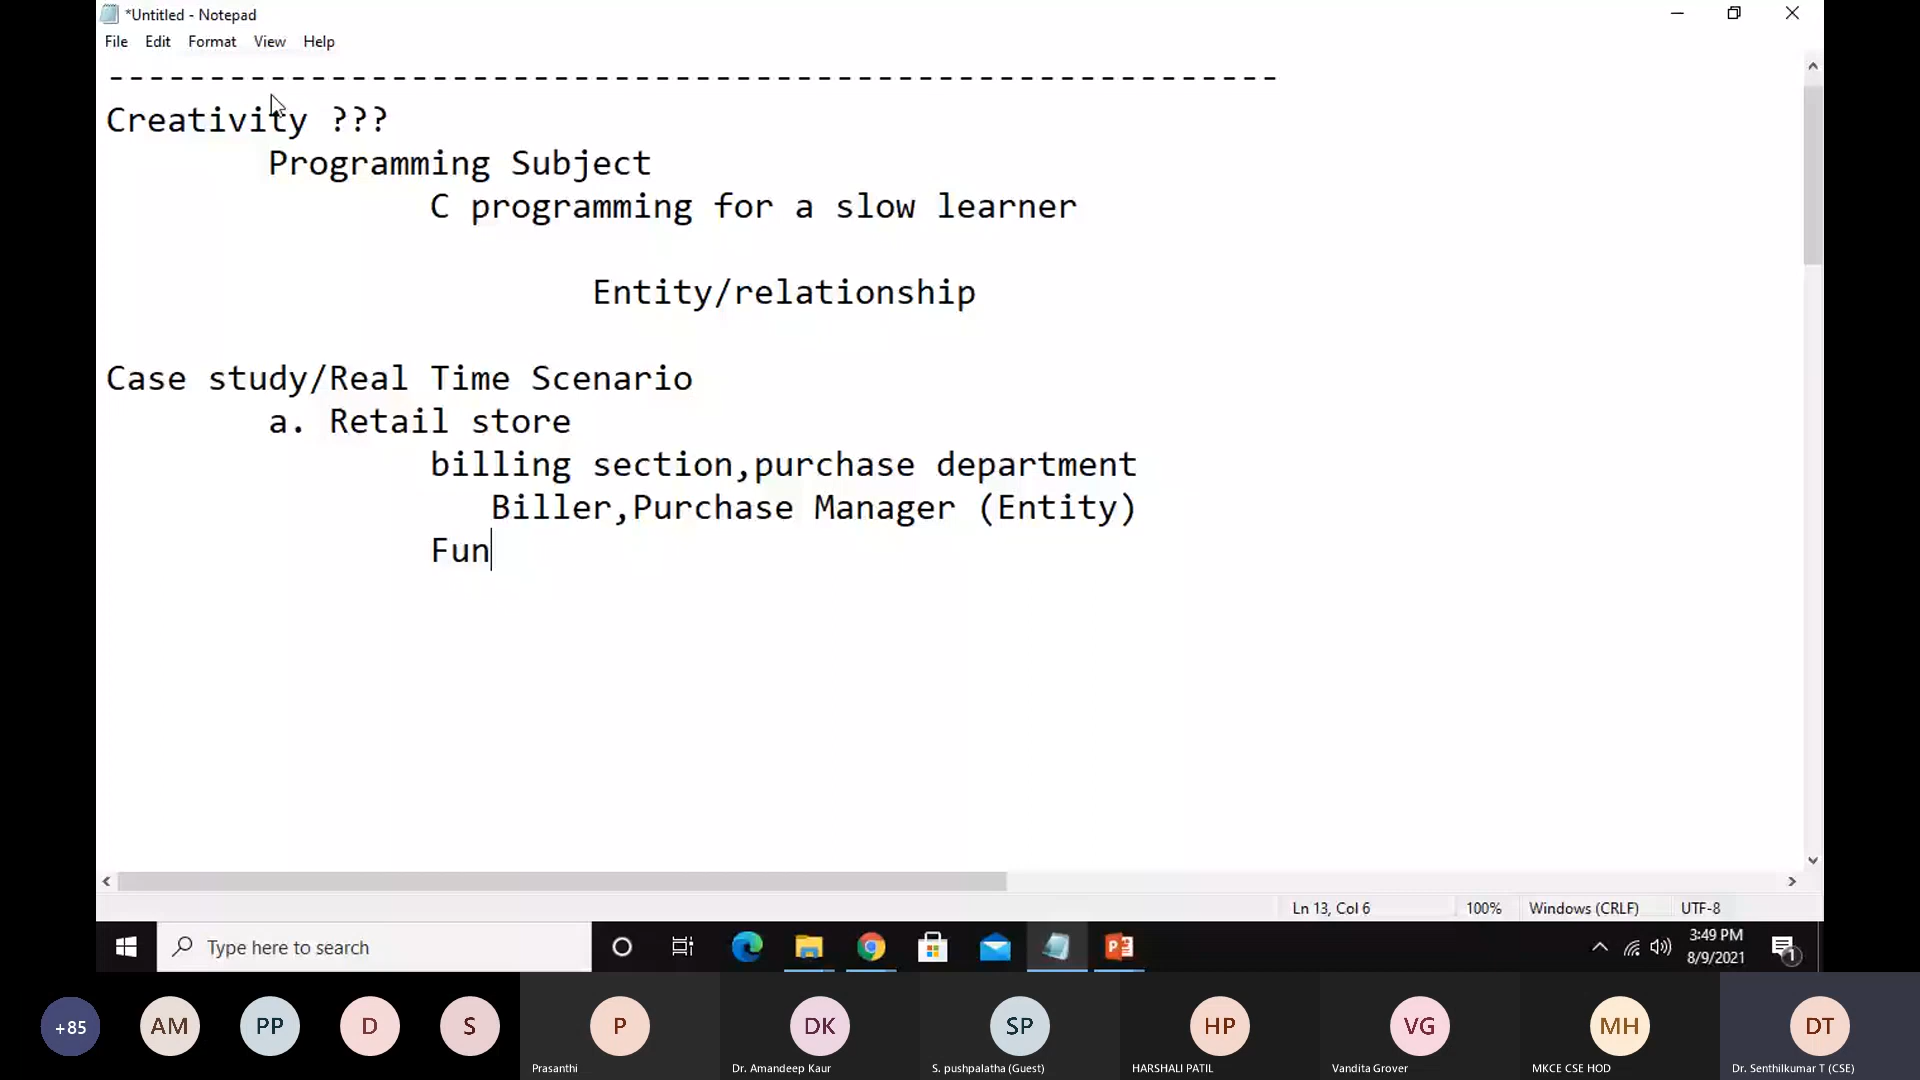 *Untitled - Notepad
File Edit Format View Help
---------------------------------------------------------
Creativity ???
Programming Subject
C programming for a slow learner
Entity/relationship
Case study/Real Time Scenario
a. Retail store
billing section,purchase department
Biller,Purchase Manager (Entity)
Fun
Ln 13, Col 6 100% Windows (CRLF) UTF-8
Type here to search
3:49 PM
8/9/2021
1
+85 AM PP D S P DK SP HP VG MH DT
Prasanthi Dr. Amandeep Kaur S. pushpalatha (Guest) HARSHALI PATIL Vandita Grover MKCE CSE HOD Dr. Senthilkumar T (CSE)